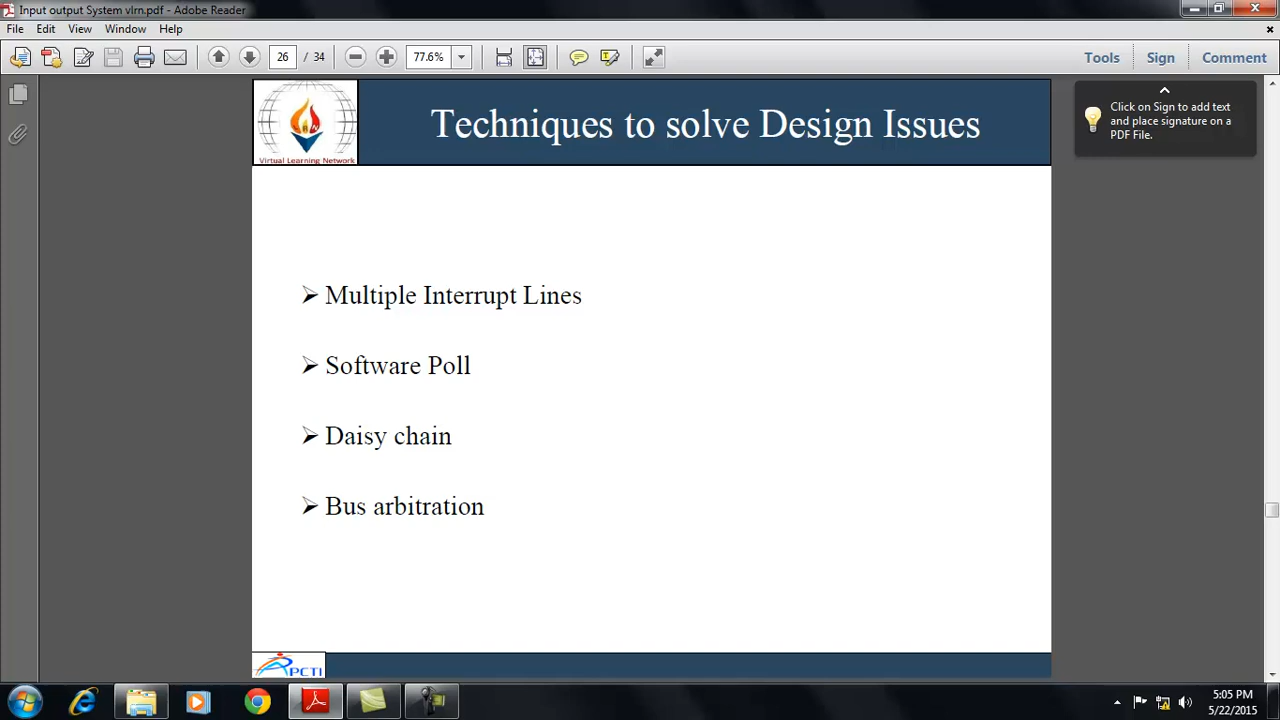 Input output System vlrn.pdf - Adobe Reader
File Edit View Window Help
26 / 34 77.6% Tools Sign Comment
Virtual Learning Network
Techniques to solve Design Issues
Click on Sign to add text
and place signature on a
PDF File.
➢ Multiple Interrupt Lines
➢ Software Poll
➢ Daisy chain
➢ Bus arbitration
PCTI
5:05 PM
5/22/2015